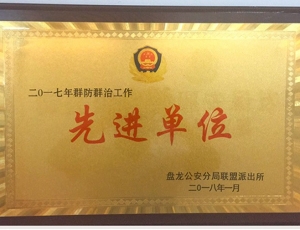 二〇一七年群防群治工作
先进单位
盘龙公安分局联盟派出所
二〇一八年一月